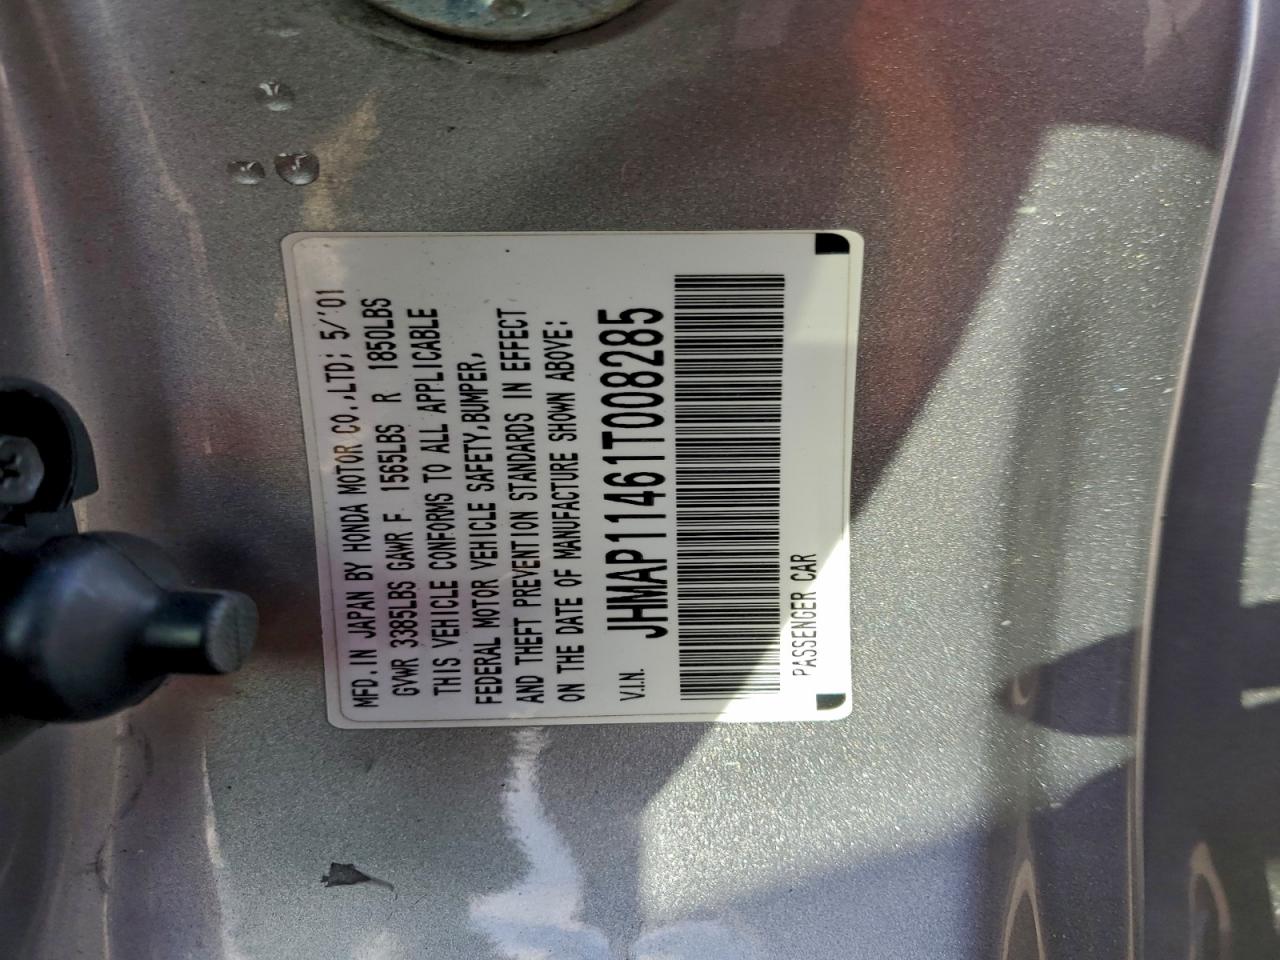 MFD. IN JAPAN BY HONDA MOTOR CO.,LTD; 5/'01
GVWR 3385LBS GAWR F 1565LBS R 1850LBS
THIS VEHICLE CONFORMS TO ALL APPLICABLE
FEDERAL MOTOR VEHICLE SAFETY,BUMPER,
AND THEFT PREVENTION STANDARDS IN EFFECT
ON THE DATE OF MANUFACTURE SHOWN ABOVE:
V.I.N. JHMAP11461T008285
PASSENGER CAR